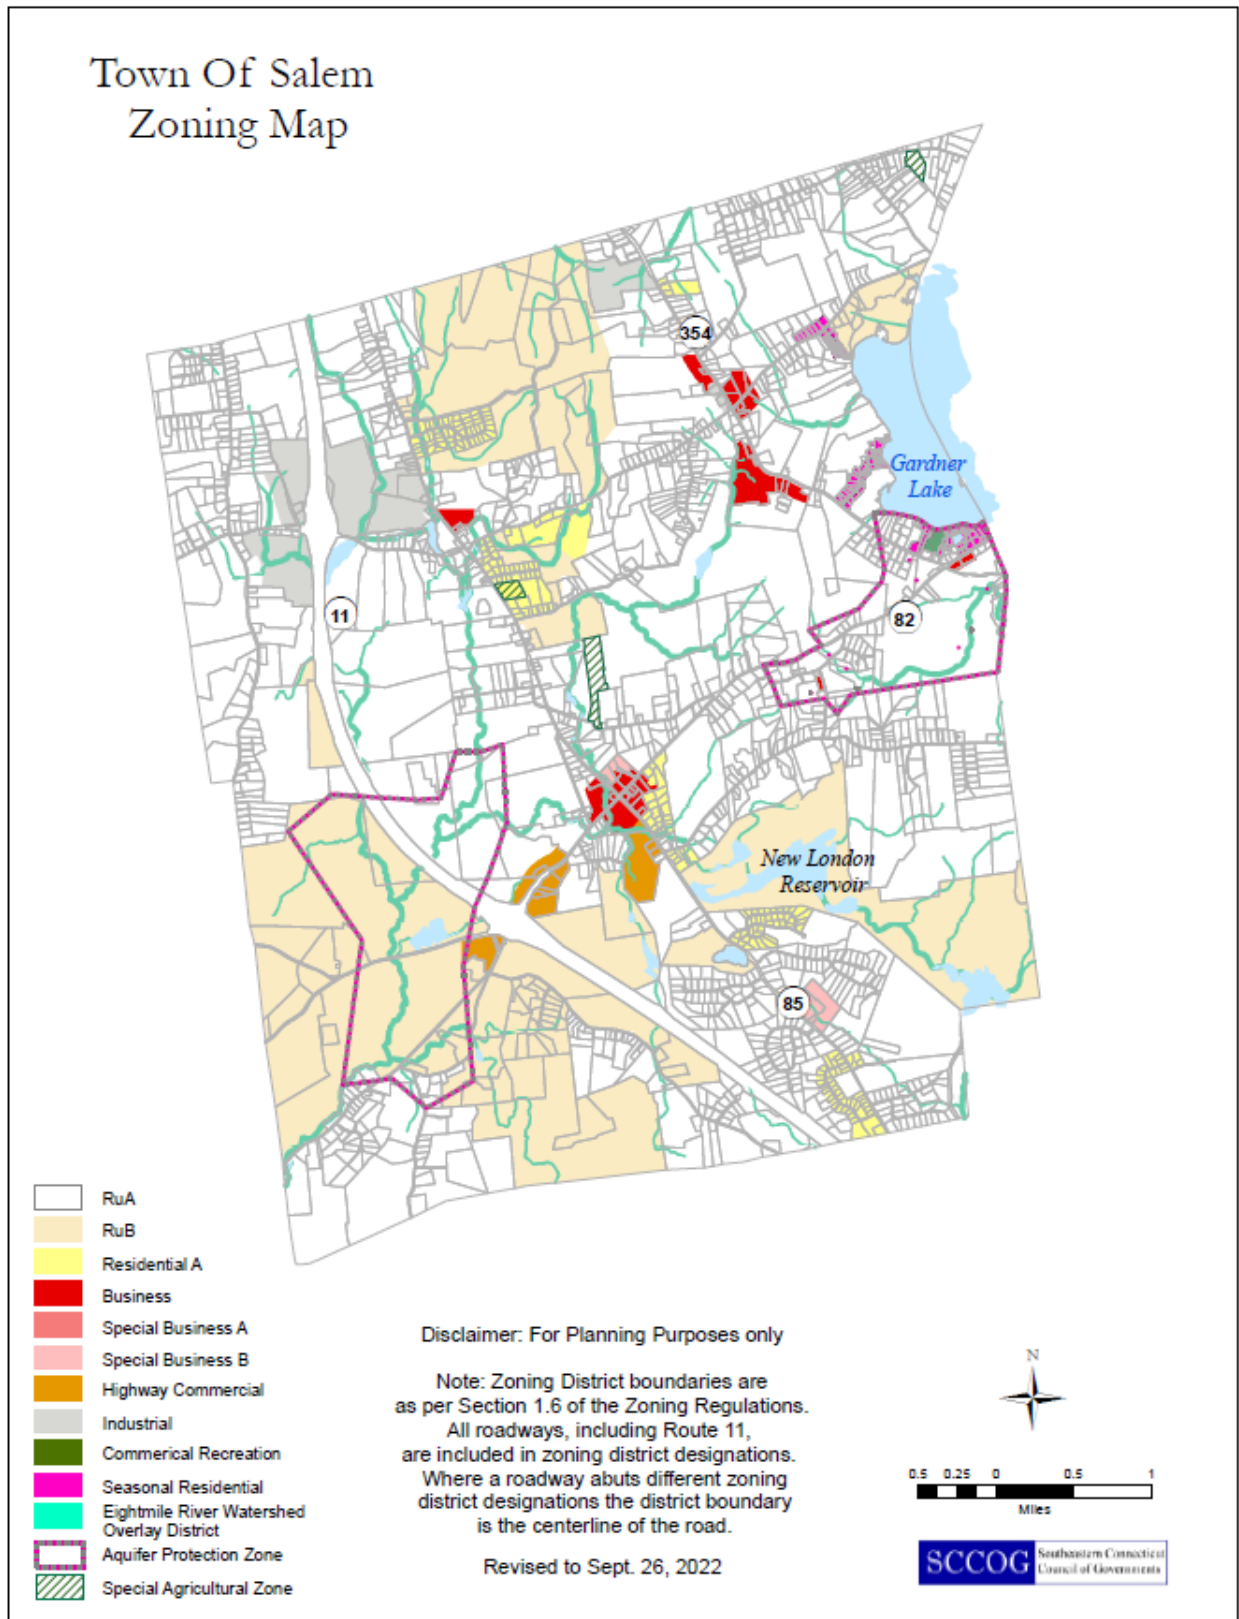 Town Of Salem
Zoning Map
354
Gardner
Lake
11
82
New London
Reservoir
85
RuA
RuB
Residential A
Business
Special Business A
Special Business B
Highway Commercial
Industrial
Commerical Recreation
Seasonal Residential
Eightmile River Watershed
Overlay District
Aquifer Protection Zone
Special Agricultural Zone
Disclaimer: For Planning Purposes only
Note: Zoning District boundaries are
as per Section 1.6 of the Zoning Regulations.
All roadways, including Route 11,
are included in zoning district designations.
Where a roadway abuts different zoning
district designations the district boundary
is the centerline of the road.
Revised to Sept. 26, 2022
N
0.5 0.25 0 0.5 1
Miles
SCCOG
Southeastern Connecticut
Council of Governments